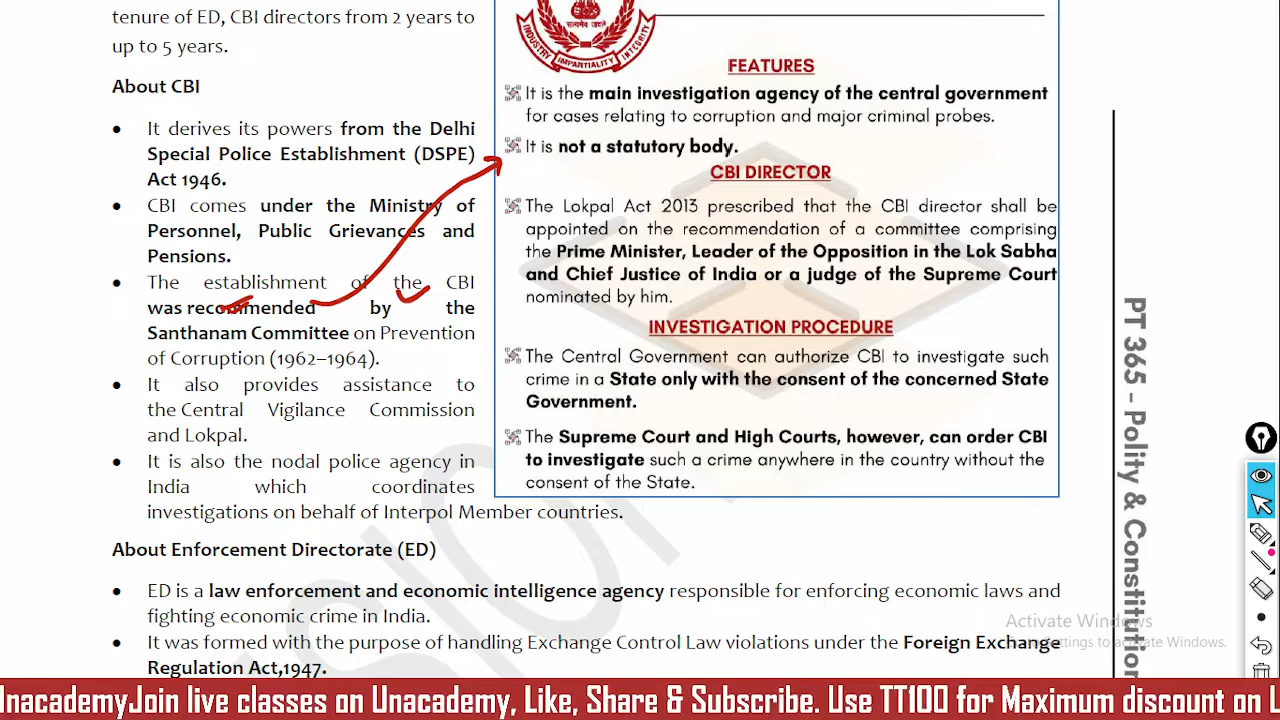 tenure of ED, CBI directors from 2 years to
up to 5 years.
About CBI
• It derives its powers from the Delhi
Special Police Establishment (DSPE)
Act 1946.
• CBI comes under the Ministry of
Personnel, Public Grievances and
Pensions.
• The establishment of the CBI
was recommended by the
Santhanam Committee on Prevention
of Corruption (1962–1964).
• It also provides assistance to
the Central Vigilance Commission
and Lokpal.
• It is also the nodal police agency in
India which coordinates
investigations on behalf of Interpol Member countries.
सत्यमेव जयते
INDUSTRY IMPARTIALITY INTEGRITY
FEATURES
It is the main investigation agency of the central government
for cases relating to corruption and major criminal probes.
It is not a statutory body.
CBI DIRECTOR
The Lokpal Act 2013 prescribed that the CBI director shall be
appointed on the recommendation of a committee comprising
the Prime Minister, Leader of the Opposition in the Lok Sabha
and Chief Justice of India or a judge of the Supreme Court
nominated by him.
INVESTIGATION PROCEDURE
The Central Government can authorize CBI to investigate such
crime in a State only with the consent of the concerned State
Government.
The Supreme Court and High Courts, however, can order CBI
to investigate such a crime anywhere in the country without the
consent of the State.
About Enforcement Directorate (ED)
• ED is a law enforcement and economic intelligence agency responsible for enforcing economic laws and
fighting economic crime in India.
• It was formed with the purpose of handling Exchange Control Law violations under the Foreign Exchange
Regulation Act,1947.
PT 365 - Polity & Constitution
Activate Windows
Settings to activate Windows.
nacademyJoin live classes on Unacademy, Like, Share & Subscribe. Use TT100 for Maximum discount on